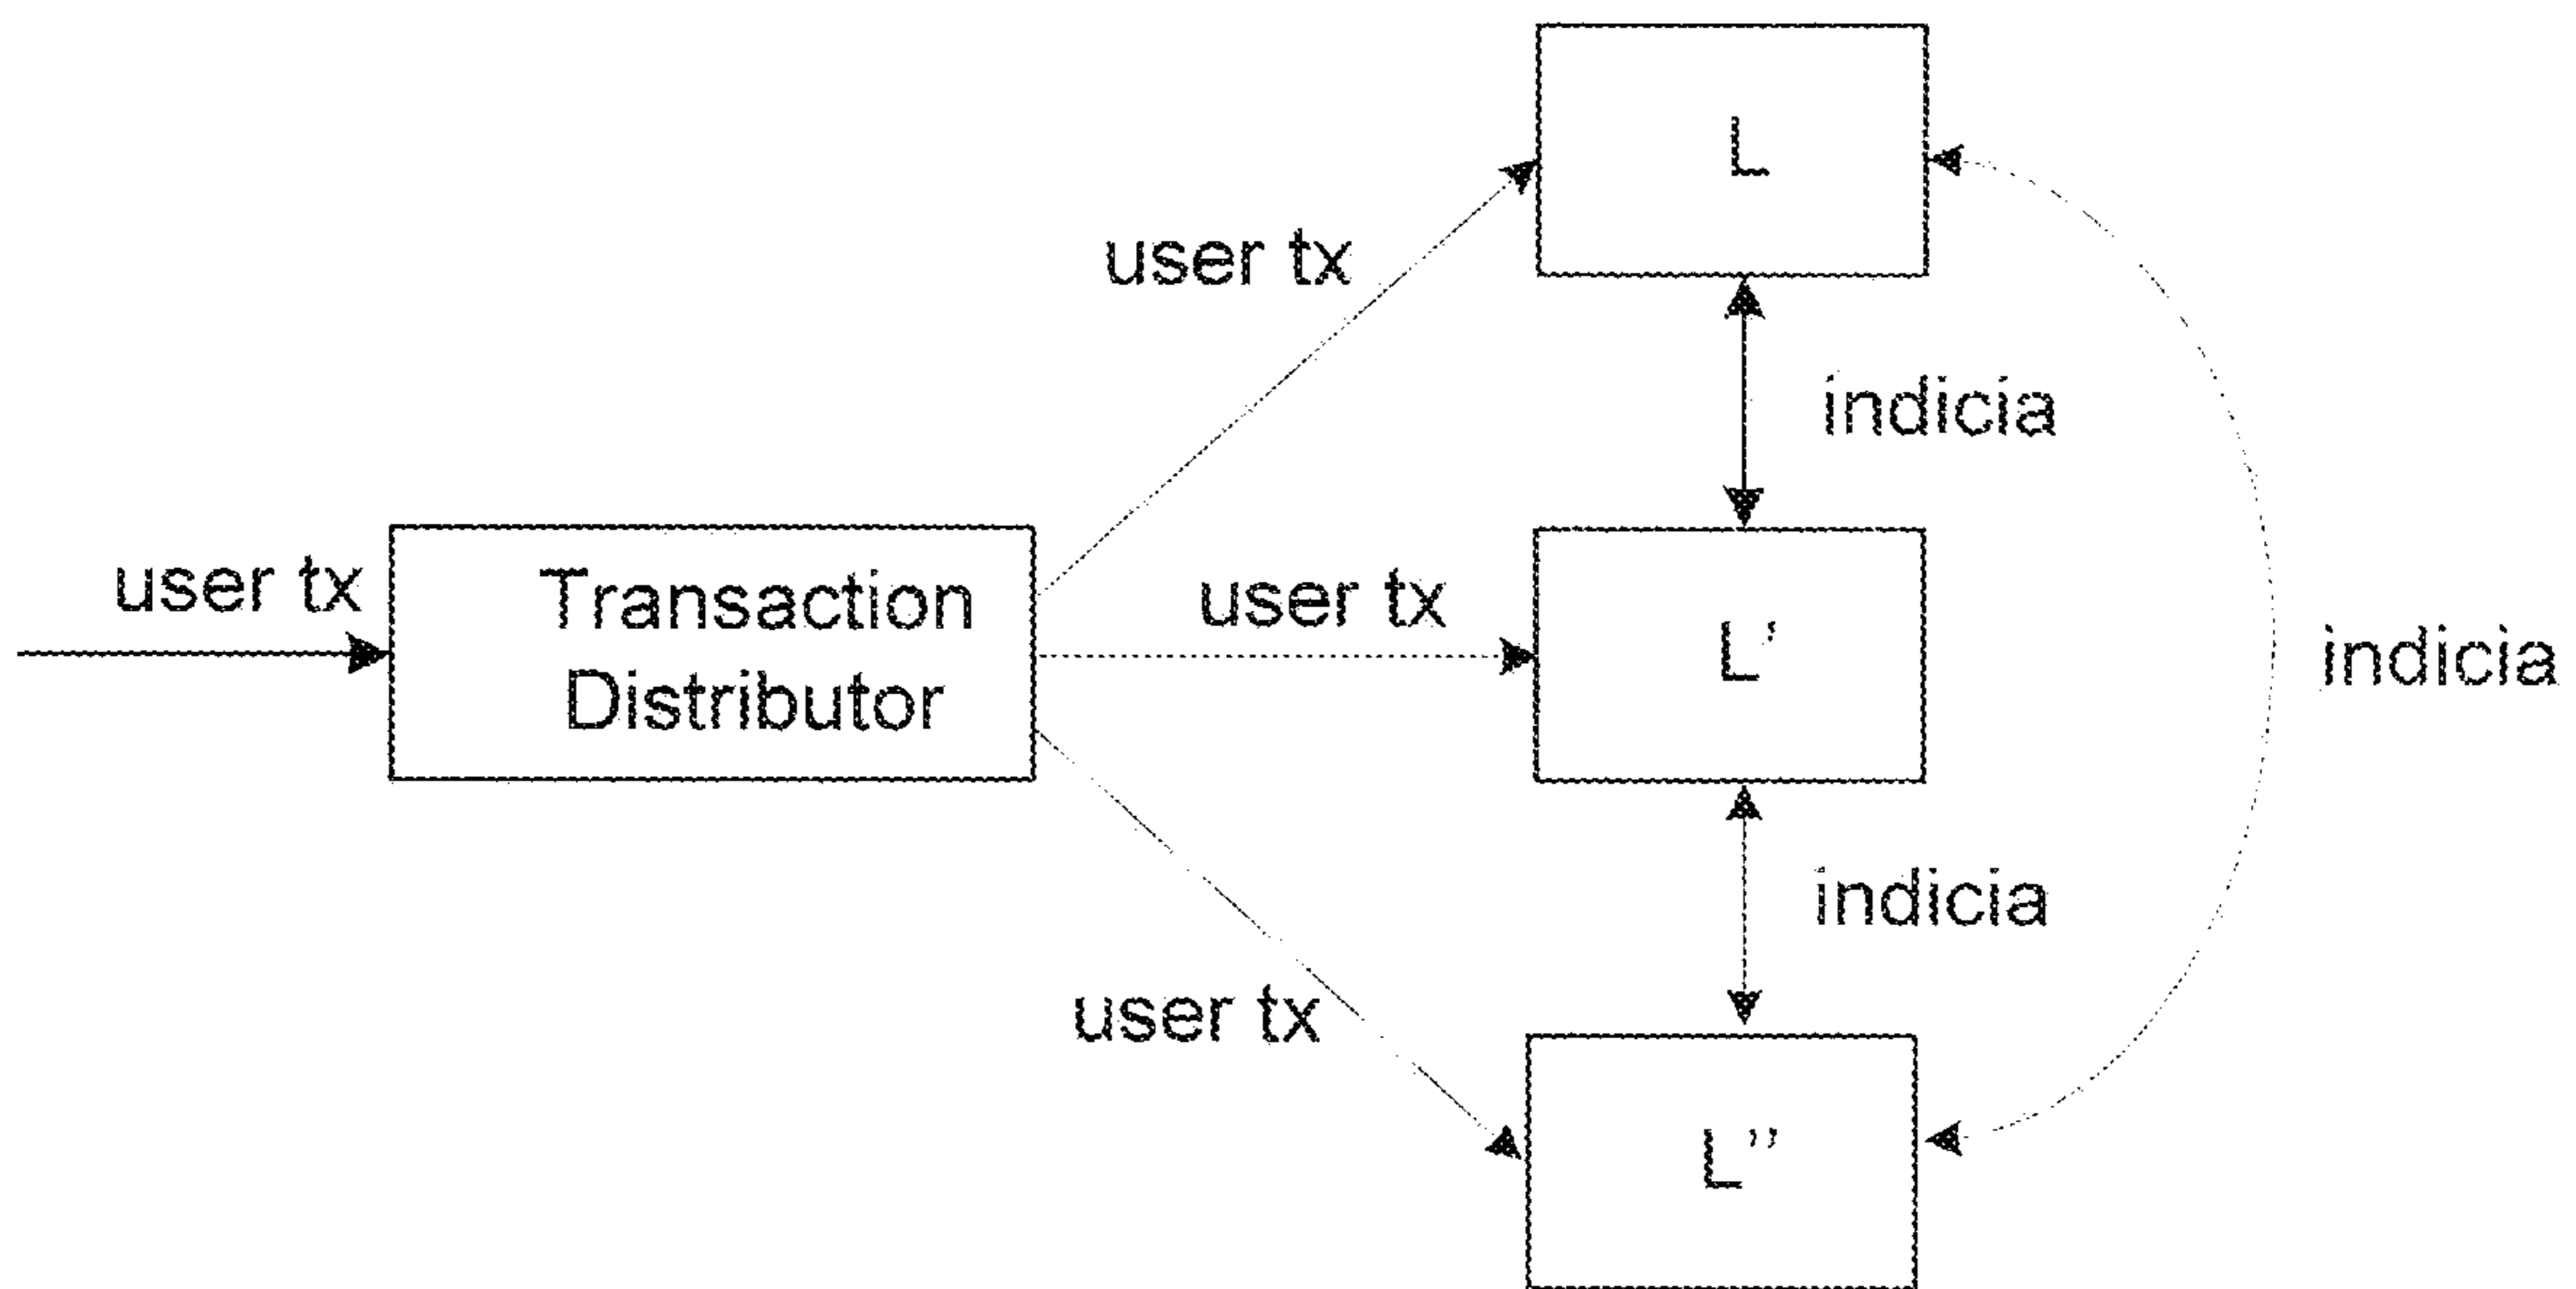 L
user tx
indicia
user tx
Transaction
Distributor
user tx
L’
indicia
indicia
user tx
L’’